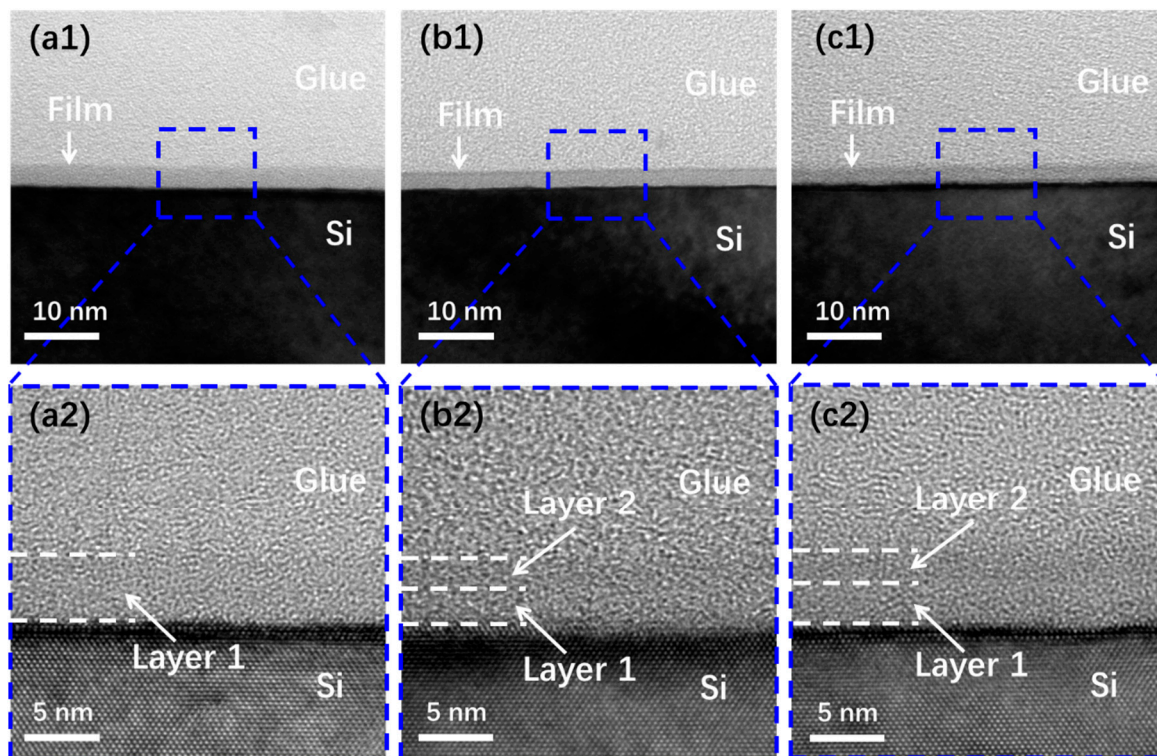 (a1)
Glue
Film
Si
10 nm
(b1)
Glue
Film
Si
10 nm
(c1)
Glue
Film
Si
10 nm
(a2)
Glue
Layer 1
Si
5 nm
(b2)
Glue
Layer 2
Layer 1
Si
5 nm
(c2)
Glue
Layer 2
Layer 1
Si
5 nm